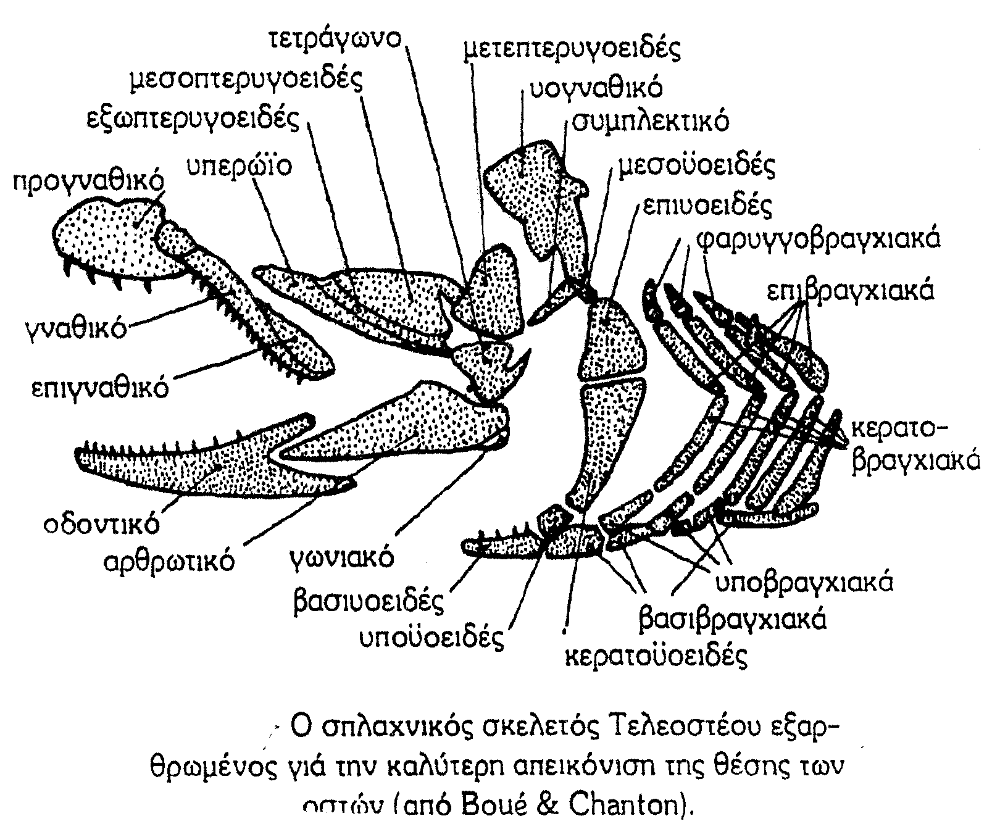 τετράγωνο
μετεπτερυγοειδές
μεσοπτερυγοειδές
υογναθικό
εξωπτερυγοειδές
συμπλεκτικό
υπερώϊο
μεσοϋοειδές
προγναθικό
επιυοειδές
φαρυγγοβραγχιακά
επιβραγχιακά
γναθικό
επιγναθικό
κερατο-
βραγχιακά
οδοντικό
αρθρωτικό
γωνιακό
υποβραγχιακά
βασιυοειδές
βασιβραγχιακά
υποϋοειδές
κερατοϋοειδές
Ο σπλαχνικός σκελετός Τελεοστέου εξαρ-
θρωμένος γιά την καλύτερη απεικόνιση της θέσης των
οστών (από Boué & Chanton).